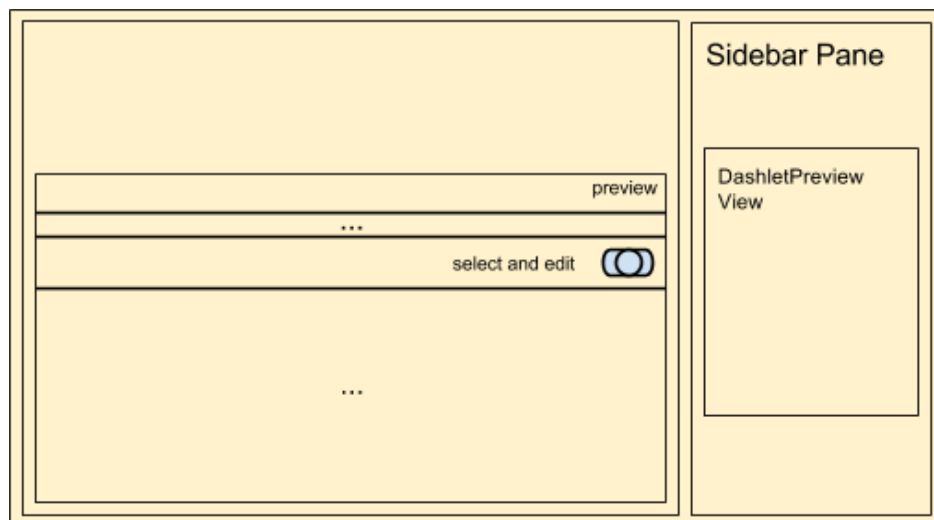 Sidebar Pane
preview
...
select and edit
...
DashletPreview
View